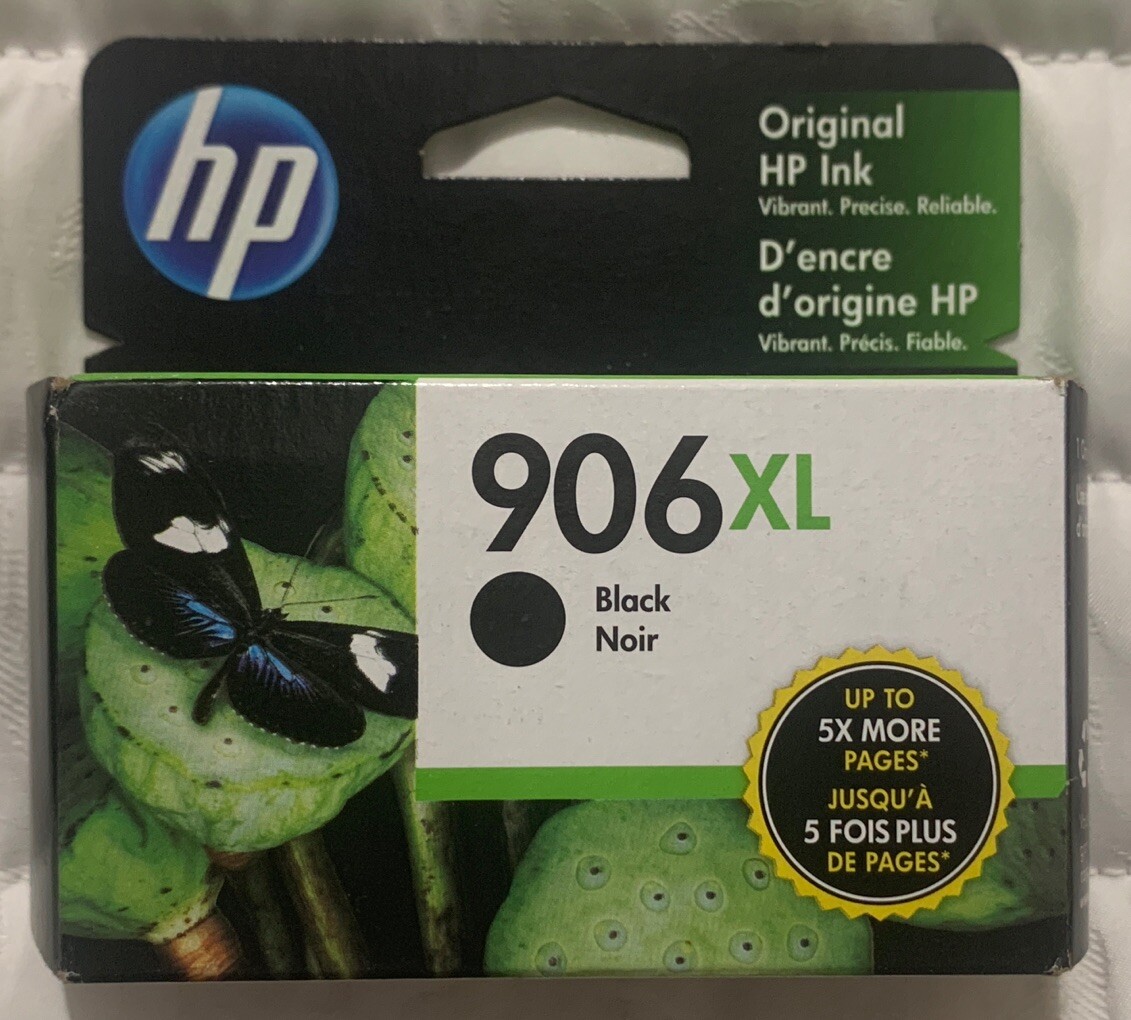 hp
Original
HP Ink
Vibrant. Precise. Reliable.
D'encre
d'origine HP
Vibrant. Précis. Fiable.
906XL
Black
Noir
UP TO
5X MORE
PAGES*
JUSQU'À
5 FOIS PLUS
DE PAGES*